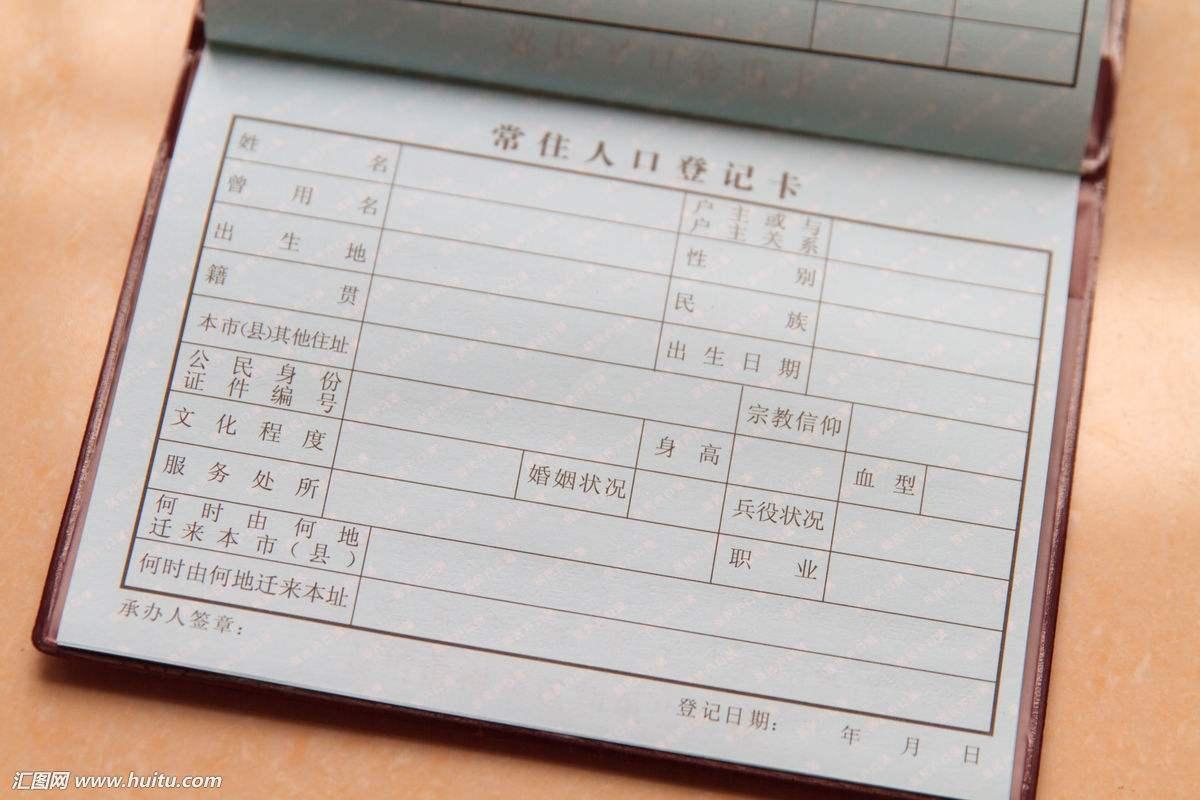 常住人口登记卡
姓名
户主或与
户主关系
曾用名
性别
出生地
民族
籍贯
出生日期
本市(县)其他住址
宗教信仰
公民身份
证件编号
身高
血型
文化程度
婚姻状况
兵役状况
服务处所
职业
何时由何地
迁来本市(县)
何时由何地迁来本址
承办人签章:
登记日期: 年 月 日
汇图网 www.huitu.com